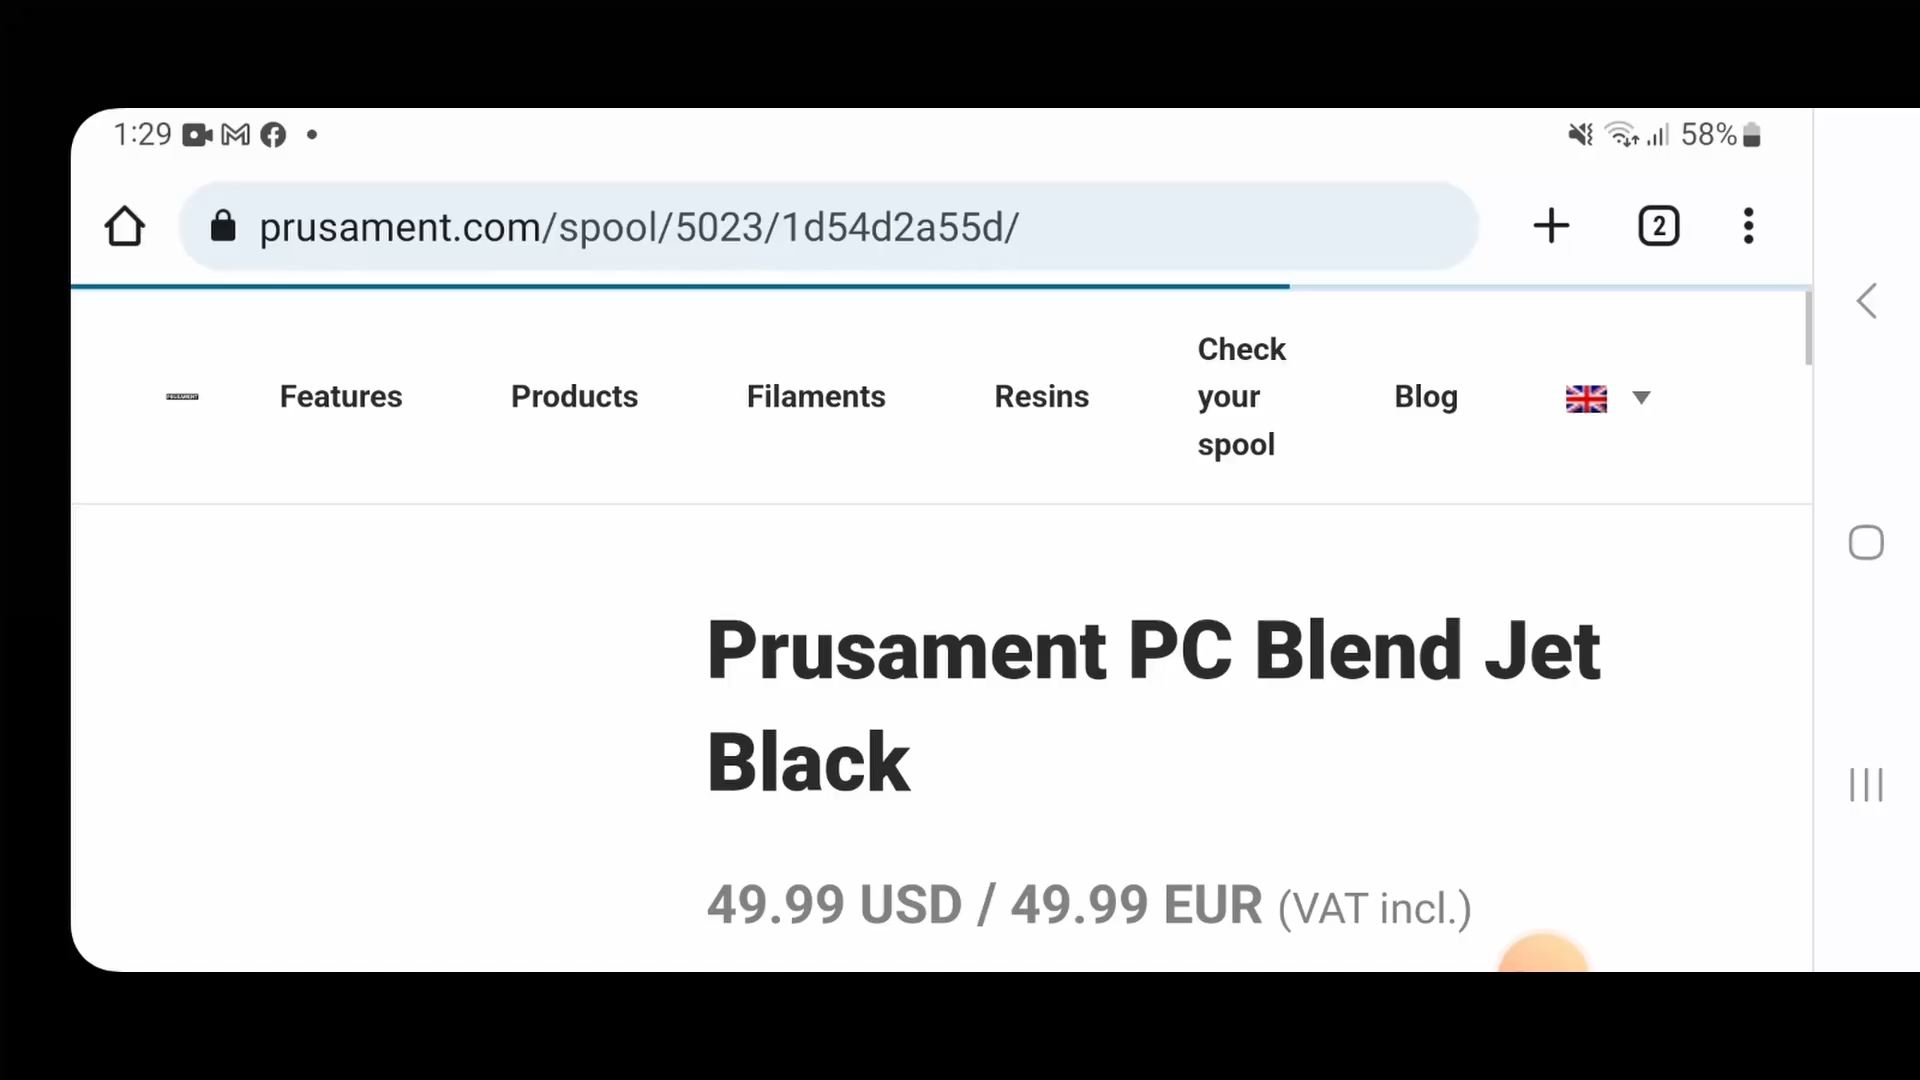 1:29
58%
prusament.com/spool/5023/1d54d2a55d/
2
PRUSAMENT
Features
Products
Filaments
Resins
Check
your
spool
Blog
Prusament PC Blend Jet
Black
49.99 USD / 49.99 EUR (VAT incl.)